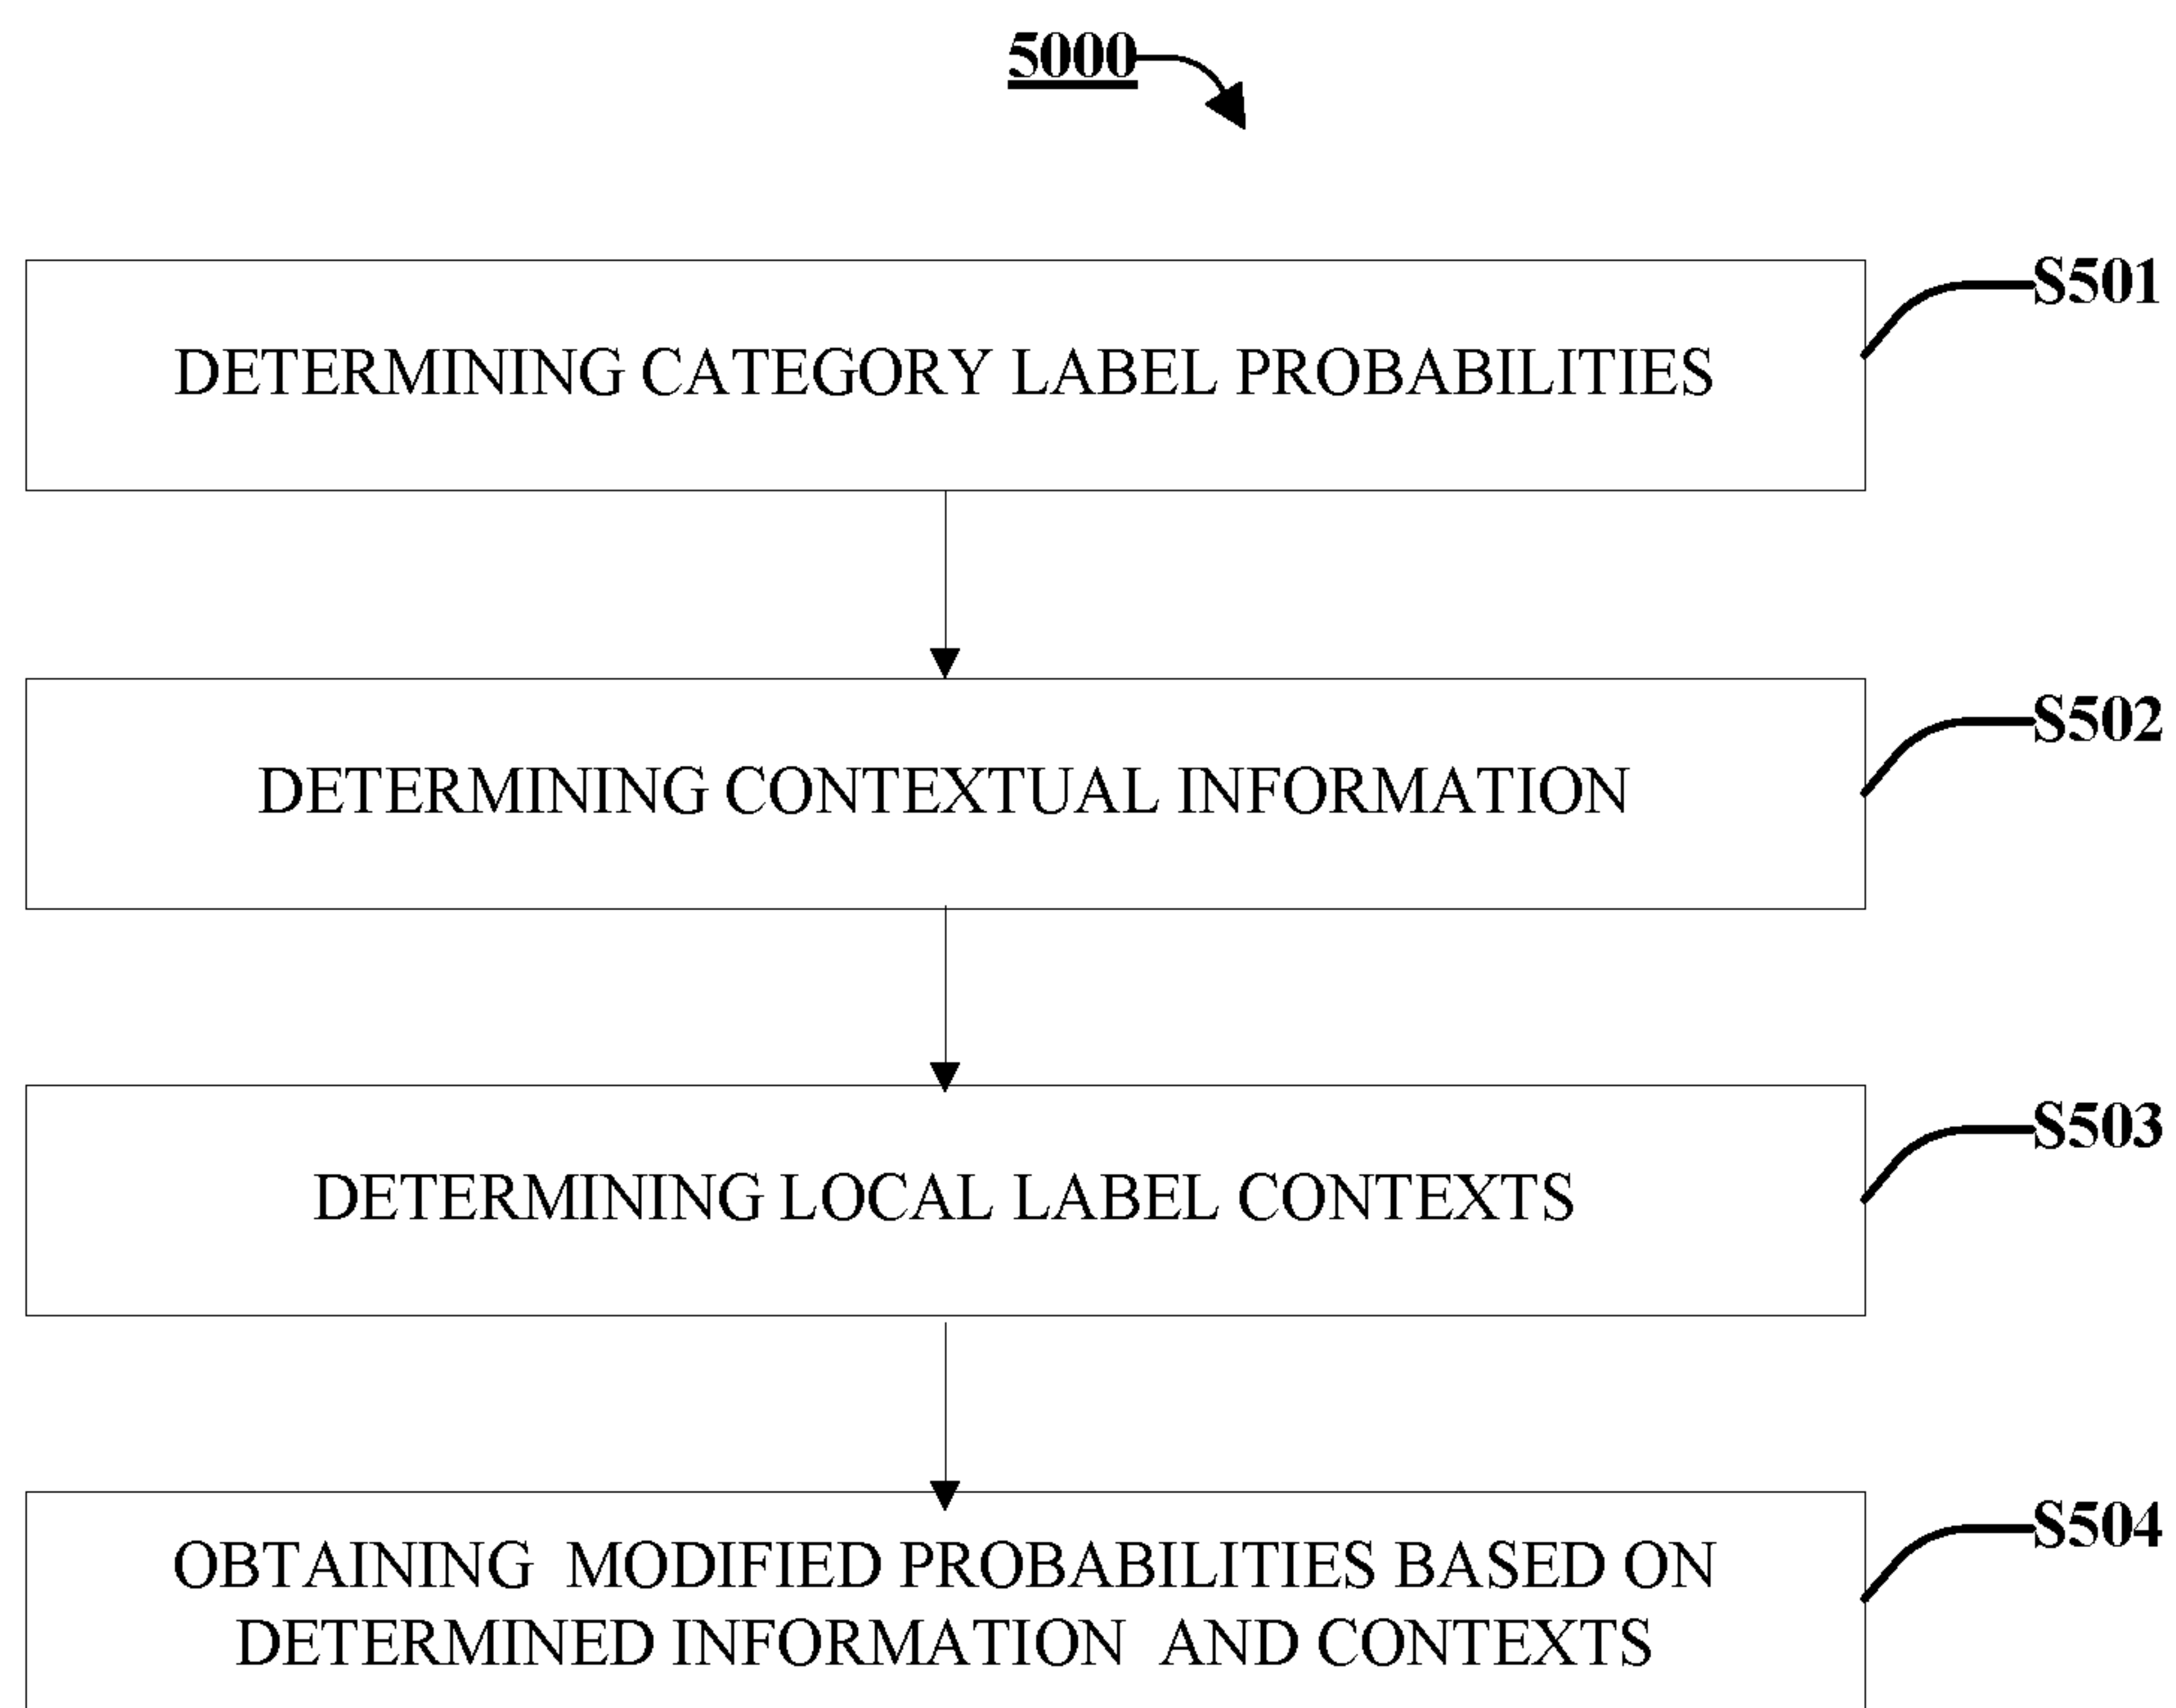 5000
S501
DETERMINING CATEGORY LABEL PROBABILITIES
S502
DETERMINING CONTEXTUAL INFORMATION
S503
DETERMINING LOCAL LABEL CONTEXTS
S504
OBTAINING MODIFIED PROBABILITIES BASED ON
DETERMINED INFORMATION AND CONTEXTS